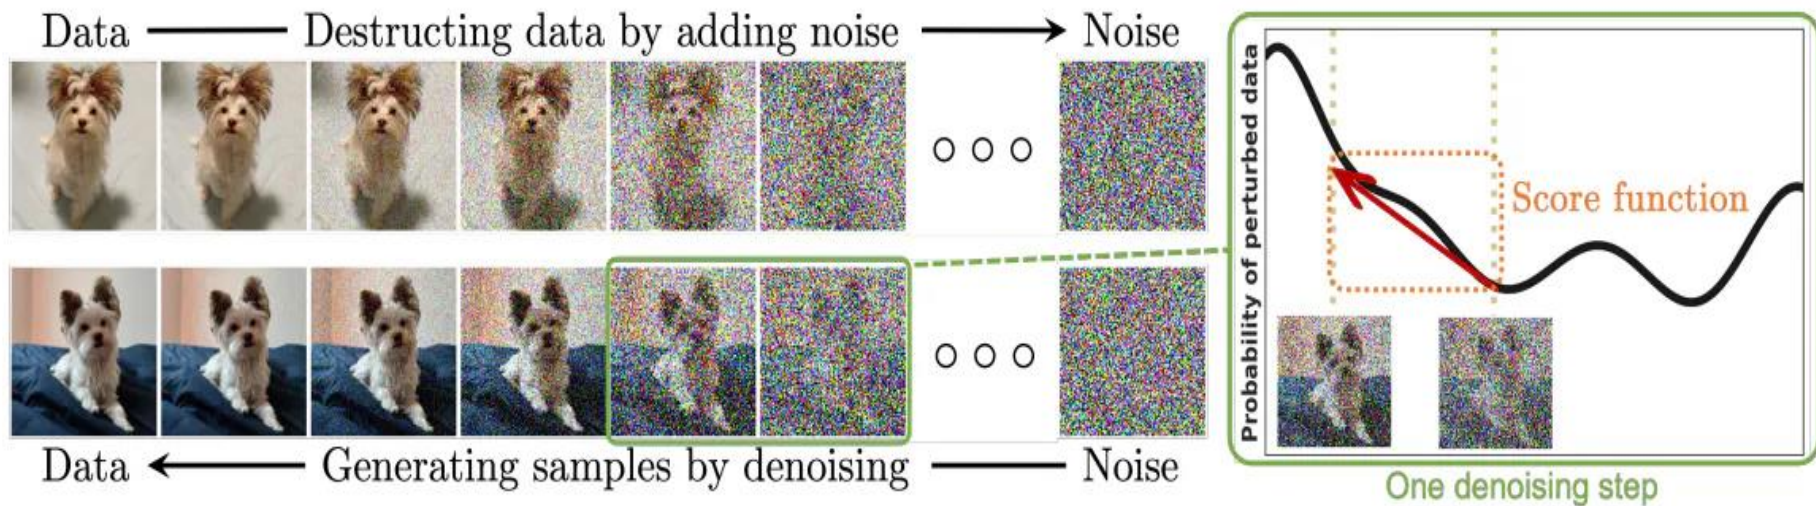 Data Destructing data by adding noise Noise
Data Generating samples by denoising Noise
Probability of perturbed data
Score function
One denoising step